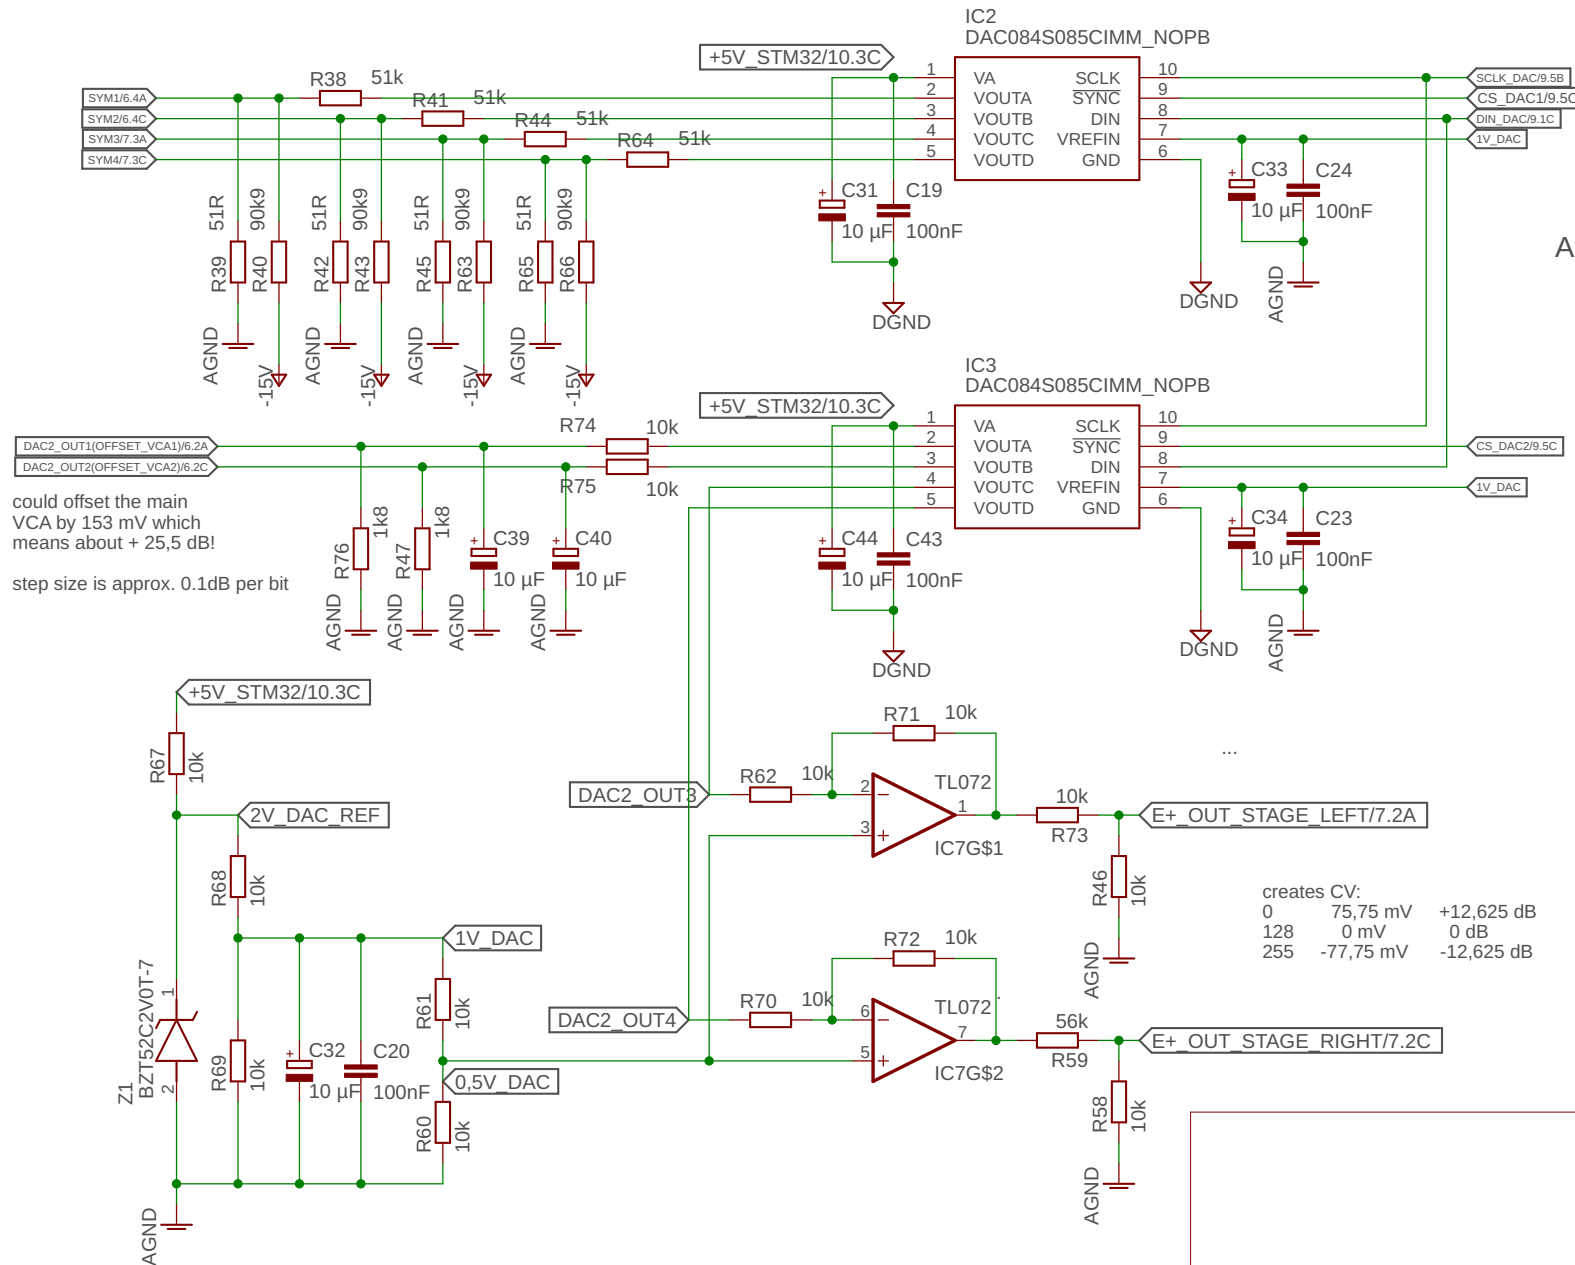 IC2
DAC084S085CIMM_NOPB
+5V_STM32/10.3C
1 VA SCLK 10
2 VOUTA SYNC 9
3 VOUTB DIN 8
4 VOUTC VREFIN 7
5 VOUTD GND 6
SCLK_DAC/9.5B
CS_DAC1/9.5C
DIN_DAC/9.1C
1V_DAC
SYM1/6.4A
SYM2/6.4C
SYM3/7.3A
SYM4/7.3C
R38 51k
R41 51k
R44 51k
R64 51k
R39 51R
R40 90k9
R42 51R
R43 90k9
R45 51R
R63 90k9
R65 51R
R66 90k9
AGND
-15V
AGND
-15V
AGND
-15V
AGND
-15V
+ C31
10 µF
C19
100nF
DGND
DGND
+ C33
10 µF
C24
100nF
AGND
IC3
DAC084S085CIMM_NOPB
+5V_STM32/10.3C
1 VA SCLK 10
2 VOUTA SYNC 9
3 VOUTB DIN 8
4 VOUTC VREFIN 7
5 VOUTD GND 6
CS_DAC2/9.5C
1V_DAC
DAC2_OUT1(OFFSET_VCA1)/6.2A
DAC2_OUT2(OFFSET_VCA2)/6.2C
R74 10k
R75 10k
could offset the main
VCA by 153 mV which
means about + 25,5 dB!
step size is approx. 0.1dB per bit
R76 1k8
R47 1k8
+ C39
10 µF
+ C40
10 µF
AGND
AGND
AGND
AGND
+ C44
10 µF
C43
100nF
DGND
DGND
+ C34
10 µF
C23
100nF
AGND
+5V_STM32/10.3C
R67 10k
2V_DAC_REF
R68 10k
1V_DAC
Z1
BZT52C2V0T-7
1
2
R69 10k
+ C32
10 µF
C20
100nF
R61 10k
0,5V_DAC
R60 10k
AGND
DAC2_OUT3
R62 10k
R71 10k
TL072
2 −
3 +
1
IC7G$1
10k
R73
E+_OUT_STAGE_LEFT/7.2A
R46 10k
AGND
...
creates CV:
0 75,75 mV +12,625 dB
128 0 mV 0 dB
255 -77,75 mV -12,625 dB
DAC2_OUT4
R70 10k
R72 10k
TL072
.
6 −
5 +
7
IC7G$2
56k
R59
E+_OUT_STAGE_RIGHT/7.2C
R58 10k
AGND